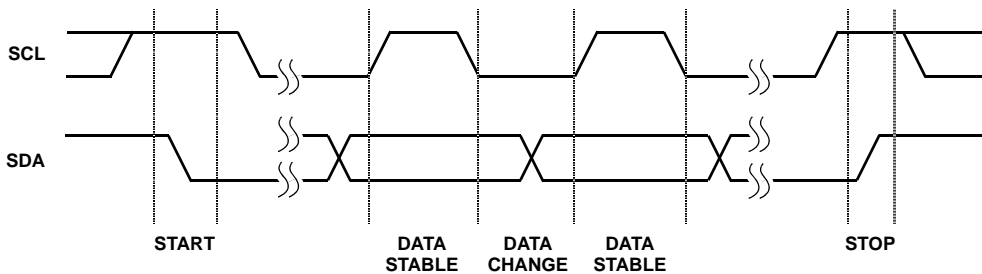 SCL
SDA
START
DATA
STABLE
DATA
CHANGE
DATA
STABLE
STOP